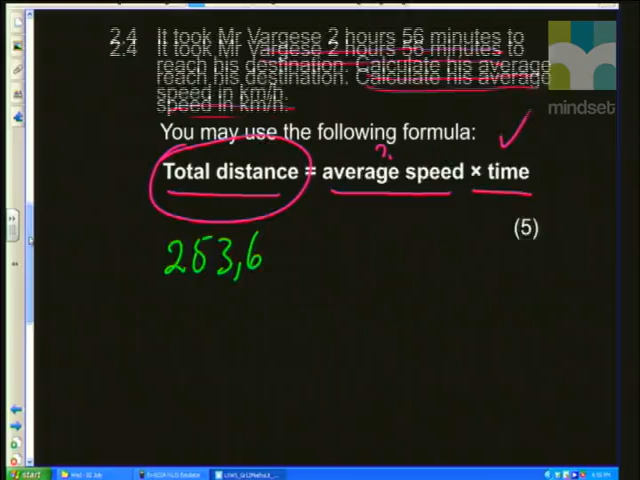 2.4 It took Mr Vargese 2 hours 56 minutes to
reach his destination. Calculate his average
speed in km/h.
mindset
You may use the following formula:
Total distance = average speed × time
(5)
253,6
start